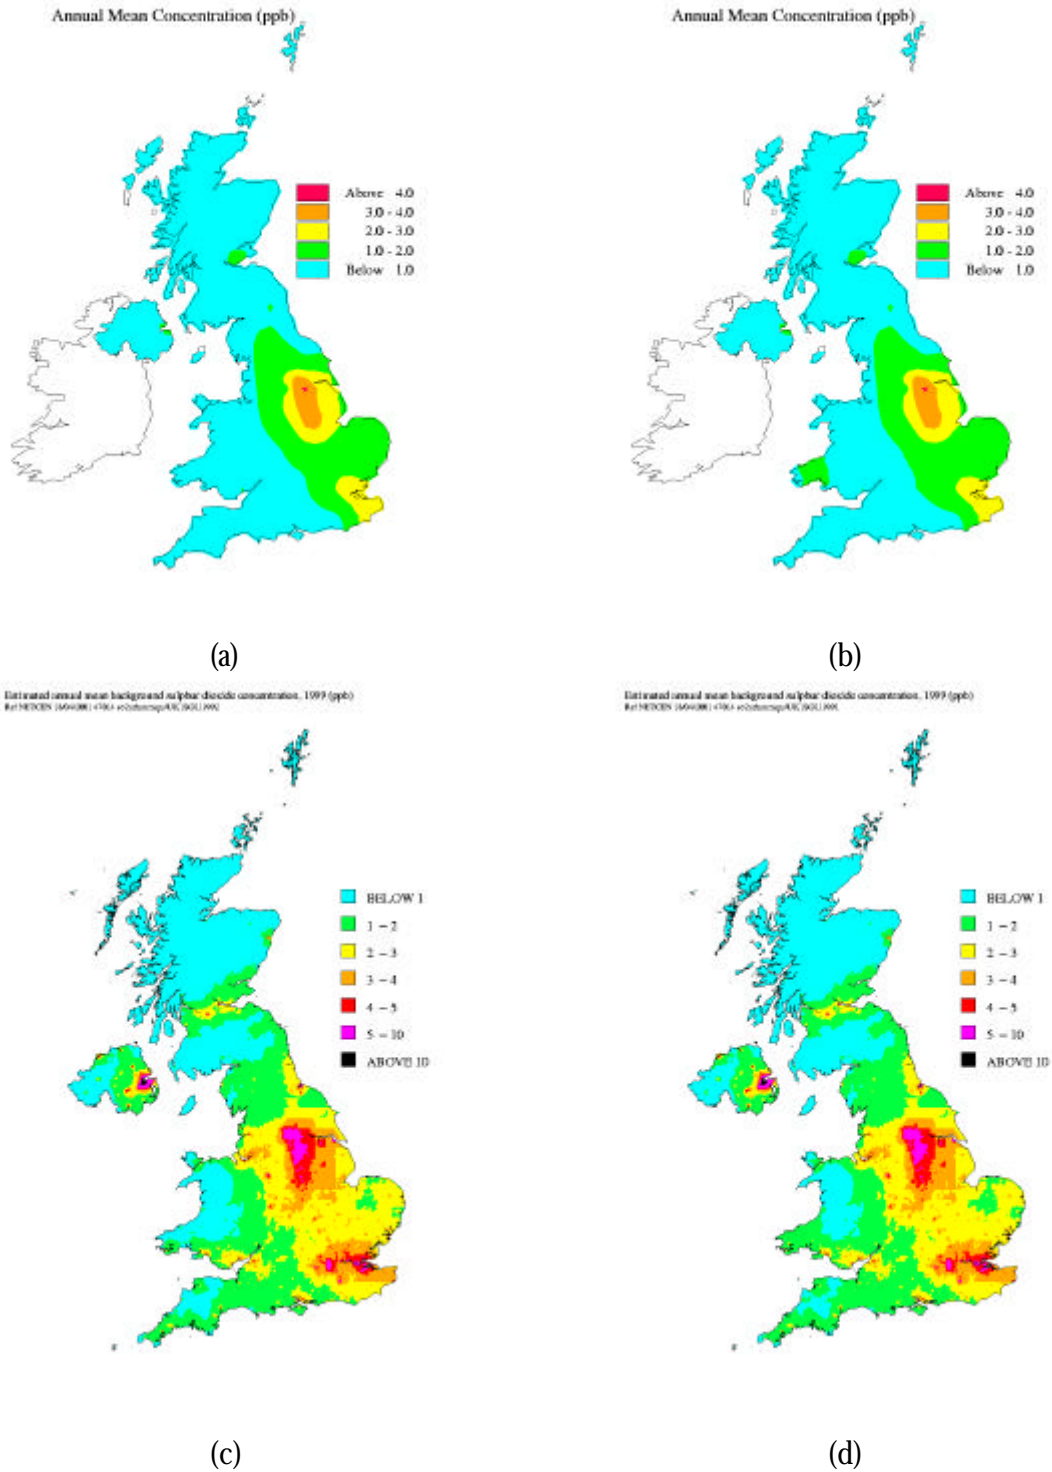 Annual Mean Concentration (ppb)
Above 4.0
3.0 - 4.0
2.0 - 3.0
1.0 - 2.0
Below 1.0
(a)
Annual Mean Concentration (ppb)
Above 4.0
3.0 - 4.0
2.0 - 3.0
1.0 - 2.0
Below 1.0
(b)
Estimated annual mean background sulphur dioxide concentration, 1999 (ppb)
Ref NETCEN
BELOW 1
1 - 2
2 - 3
3 - 4
4 - 5
5 - 10
ABOVE 10
(c)
Estimated annual mean background sulphur dioxide concentration, 1999 (ppb)
Ref NETCEN
BELOW 1
1 - 2
2 - 3
3 - 4
4 - 5
5 - 10
ABOVE 10
(d)